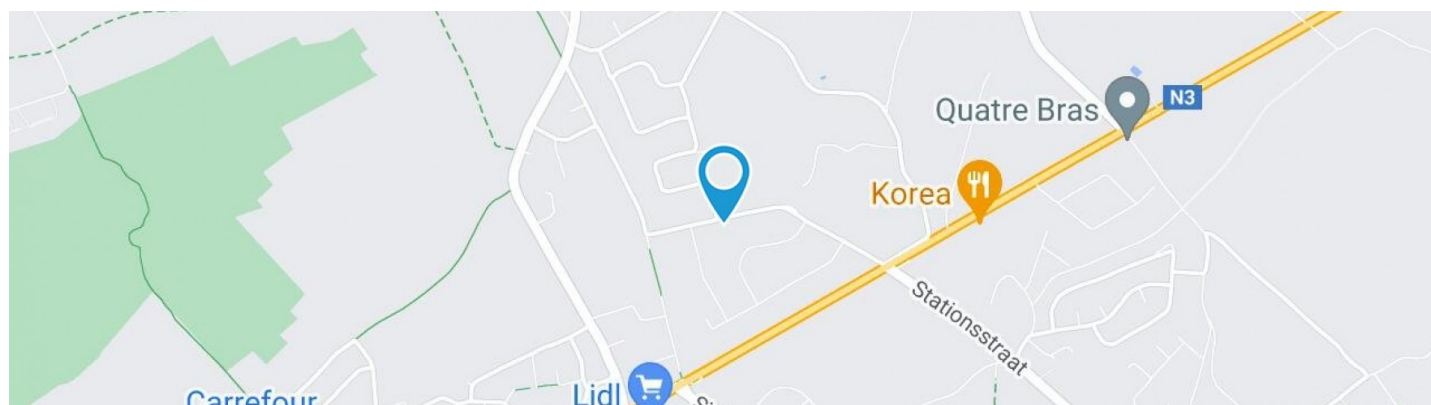 Quatre Bras
N3
Korea
Stationsstraat
Lidl
Carrefour